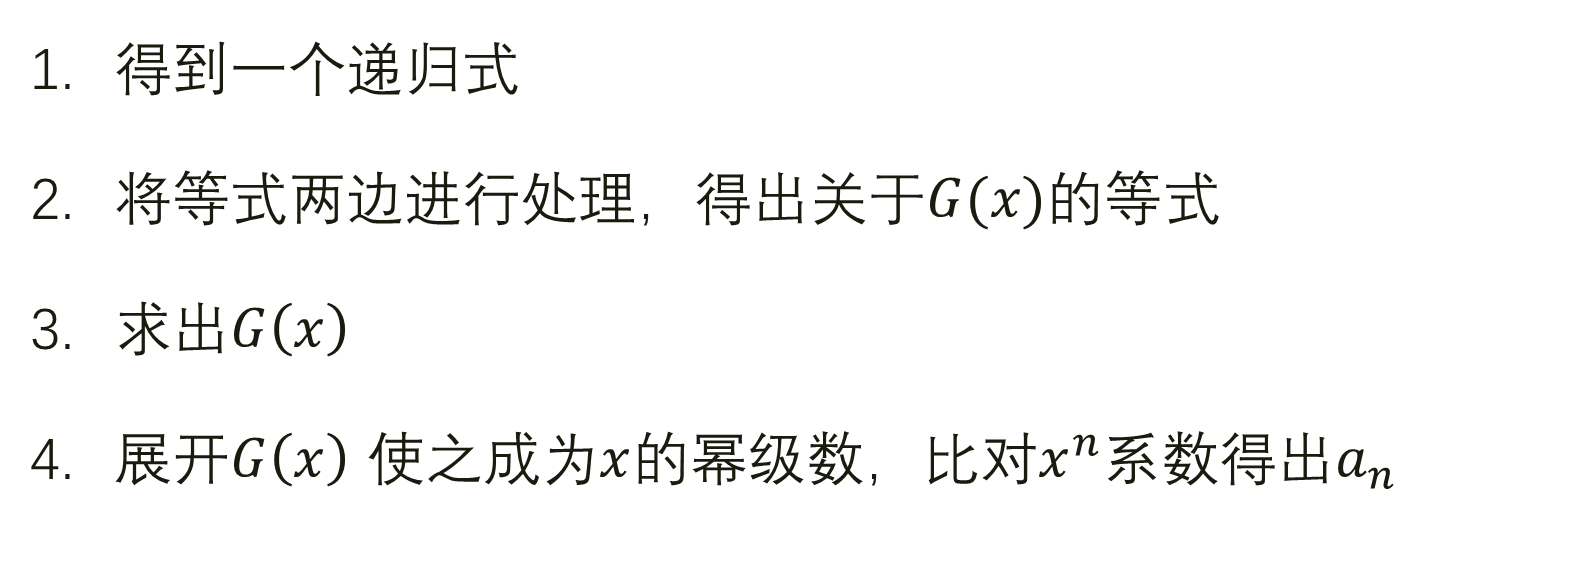 1. 得到一个递归式
2. 将等式两边进行处理，得出关于G(x)的等式
3. 求出G(x)
4. 展开G(x) 使之成为x的幂级数，比对xⁿ系数得出aₙ